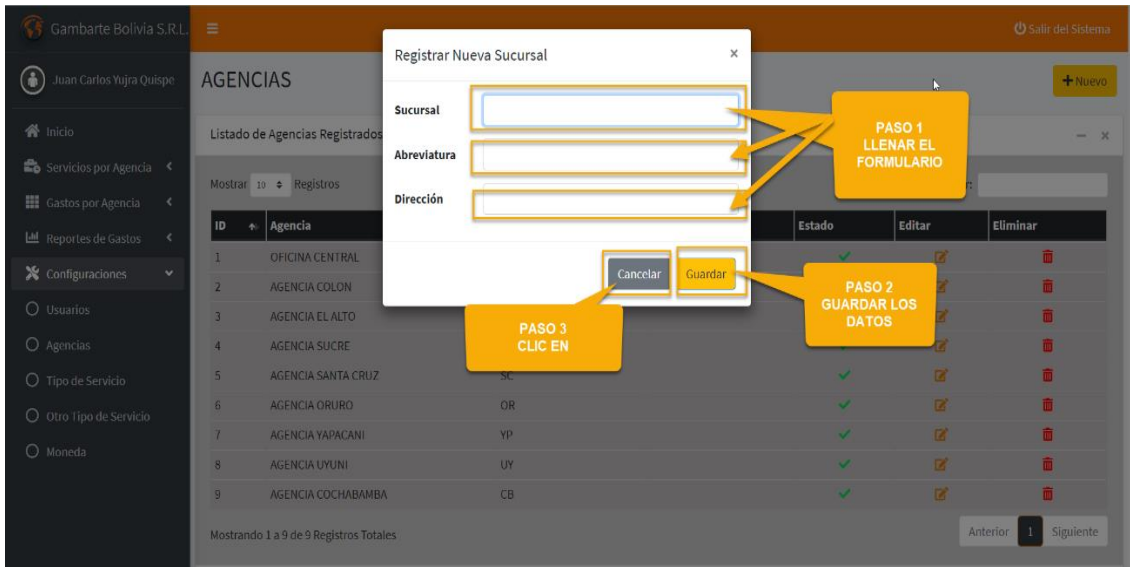 Gambarte Bolivia S.R.L.
Salir del Sistema
Juan Carlos Yujra Quispe
AGENCIAS
Nuevo
Registrar Nueva Sucursal
×
Sucursal
Abreviatura
Dirección
Cancelar
Guardar
PASO 1
LLENAR EL
FORMULARIO
PASO 2
GUARDAR LOS
DATOS
PASO 3
CLIC EN
Inicio
Servicios por Agencia
Gastos por Agencia
Reportes de Gastos
Configuraciones
Usuarios
Agencias
Tipo de Servicio
Otro Tipo de Servicio
Moneda
Listado de Agencias Registrados
Mostrar 10 Registros
ID Agencia Estado Editar Eliminar
1 OFICINA CENTRAL
2 AGENCIA COLON
3 AGENCIA EL ALTO
4 AGENCIA SUCRE
5 AGENCIA SANTA CRUZ SC
6 AGENCIA ORURO OR
7 AGENCIA YAPACANI YP
8 AGENCIA UYUNI UY
9 AGENCIA COCHABAMBA CB
Mostrando 1 a 9 de 9 Registros Totales
Anterior 1 Siguiente